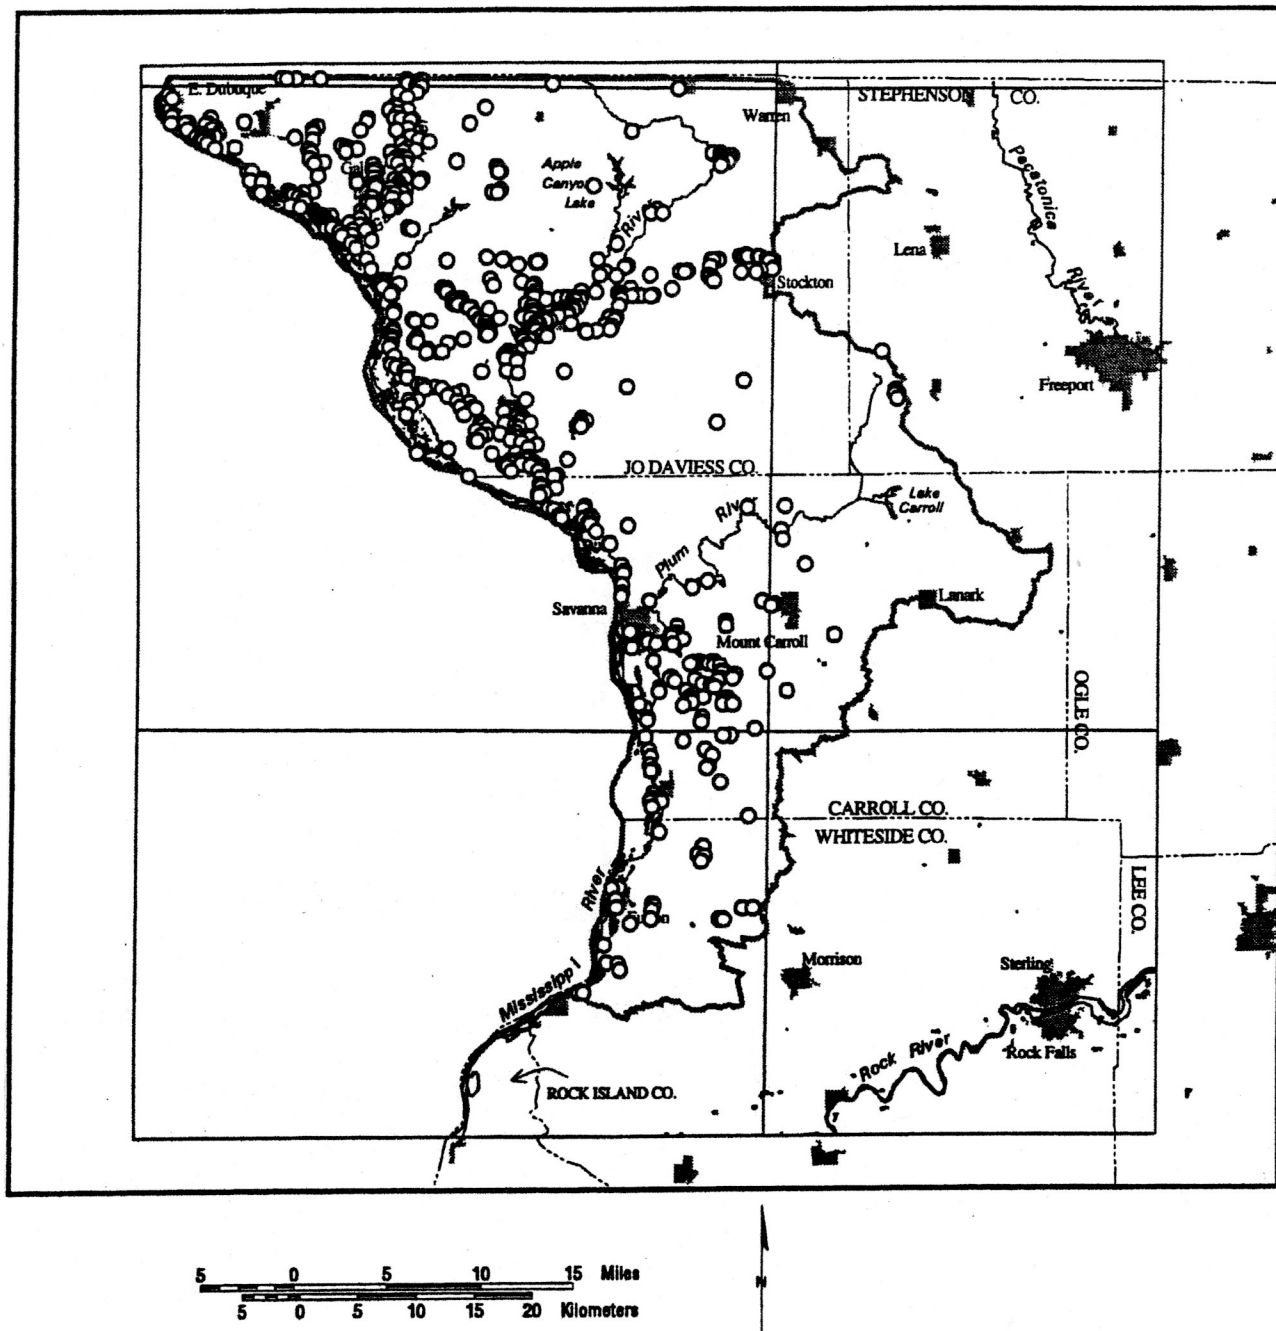 E. Dubuque
Warren
STEPHENSON CO.
Pecatonica
River
Apple
Canyon
Lake
River
Gal
Lena
Stockton
Freeport
JO DAVIESS CO.
Lake
Carroll
Plum
River
Savanna
Lanark
Mount Carroll
OGLE CO.
CARROLL CO.
WHITESIDE CO.
LEE CO.
River
Morrison
Sterling
Mississippi
Rock River
Rock Falls
ROCK ISLAND CO.
5 0 5 10 15 Miles
5 0 5 10 15 20 Kilometers
N